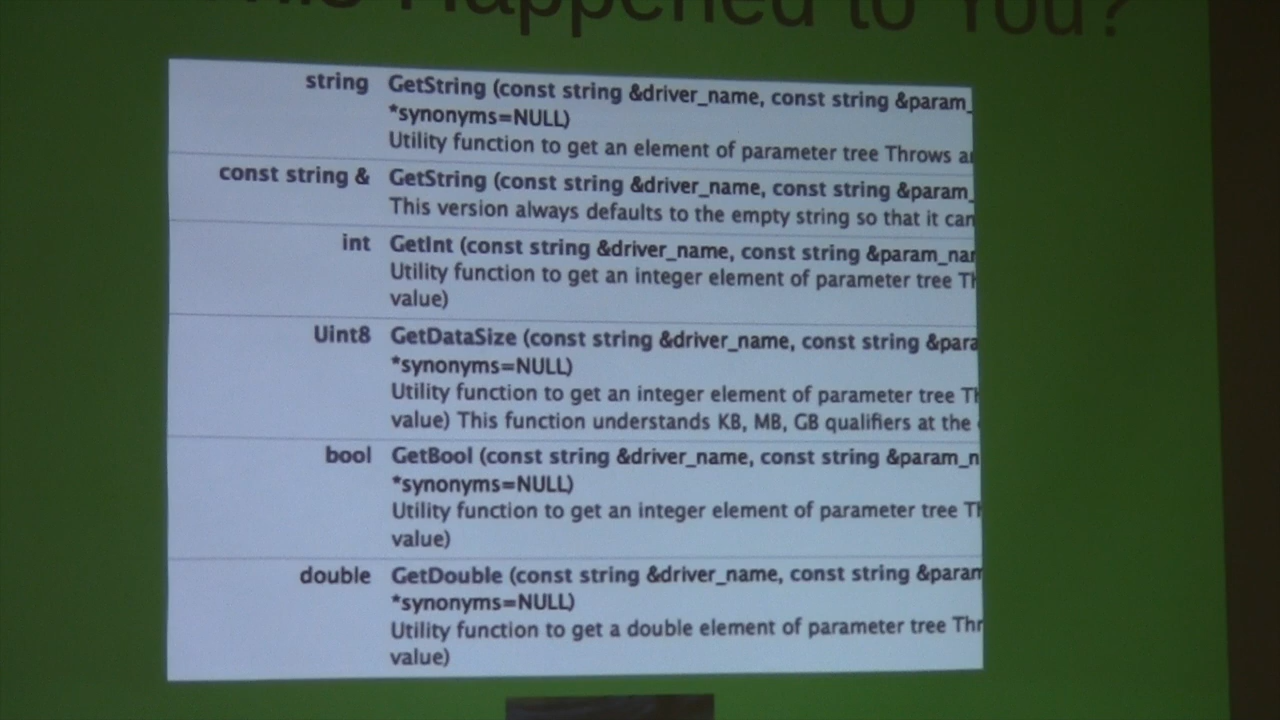 Happened to You?
string GetString (const string &driver_name, const string &param_
*synonyms=NULL)
Utility function to get an element of parameter tree Throws
const string & GetString (const string &driver_name, const string &param_
This version always defaults to the empty string so that it can
int GetInt (const string &driver_name, const string &param_nar
Utility function to get an integer element of parameter tree
value)
Uint8 GetDataSize (const string &driver_name, const string &para
*synonyms=NULL)
Utility function to get an integer element of parameter tree
value) This function understands KB, MB, GB qualifiers at the
bool GetBool (const string &driver_name, const string &param_n
*synonyms=NULL)
Utility function to get an integer element of parameter tree
value)
double GetDouble (const string &driver_name, const string &param
*synonyms=NULL)
Utility function to get a double element of parameter tree Thr
value)